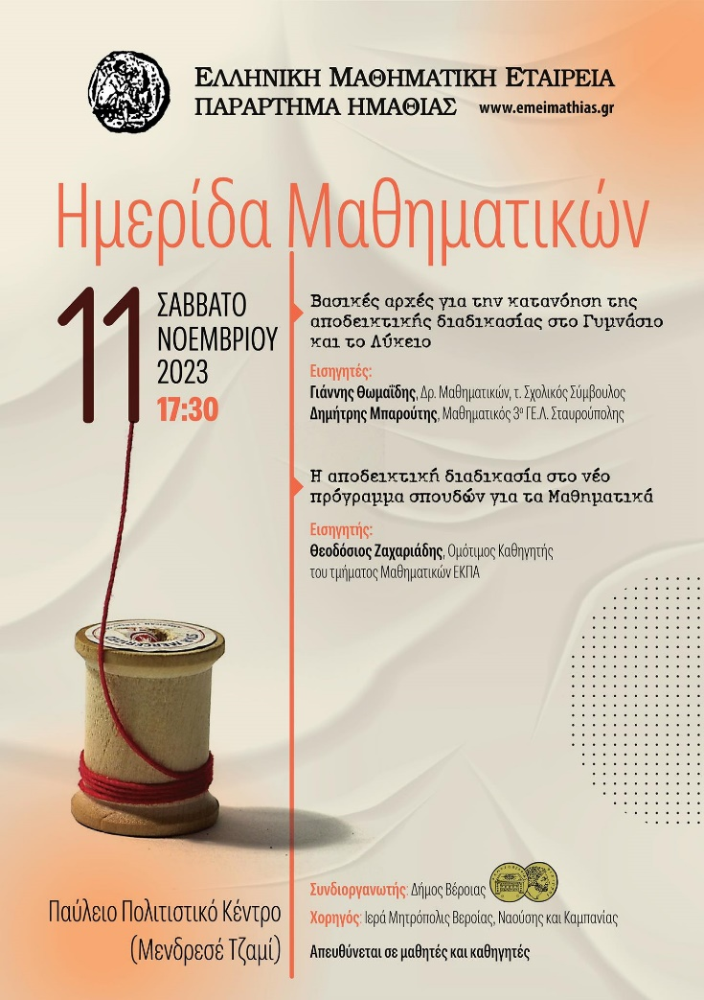 ΕΛΛΗΝΙΚΗ ΜΑΘΗΜΑΤΙΚΗ ΕΤΑΙΡΕΙΑ
ΠΑΡΑΡΤΗΜΑ ΗΜΑΘΙΑΣ www.emeimathias.gr
Ημερίδα Μαθηματικών
11 ΣΑΒΒΑΤΟ
ΝΟΕΜΒΡΙΟΥ
2023
17:30
Βασικές αρχές για την κατανόηση της
αποδεικτικής διαδικασίας στο Γυμνάσιο
και το Λύκειο
Εισηγητές:
Γιάννης Θωμαΐδης, Δρ. Μαθηματικών, τ. Σχολικός Σύμβουλος
Δημήτρης Μπαρούτης, Μαθηματικός 3ο ΓΕ.Λ. Σταυρούπολης
Η αποδεικτική διαδικασία στο νέο
πρόγραμμα σπουδών για τα Μαθηματικά
Εισηγητής:
Θεοδόσιος Ζαχαριάδης, Ομότιμος Καθηγητής
του τμήματος Μαθηματικών ΕΚΠΑ
Συνδιοργανωτής: Δήμος Βέροιας
Χορηγός: Ιερά Μητρόπολις Βεροίας, Ναούσης και Καμπανίας
Απευθύνεται σε μαθητές και καθηγητές
Παύλειο Πολιτιστικό Κέντρο
(Μενδρεσέ Τζαμί)